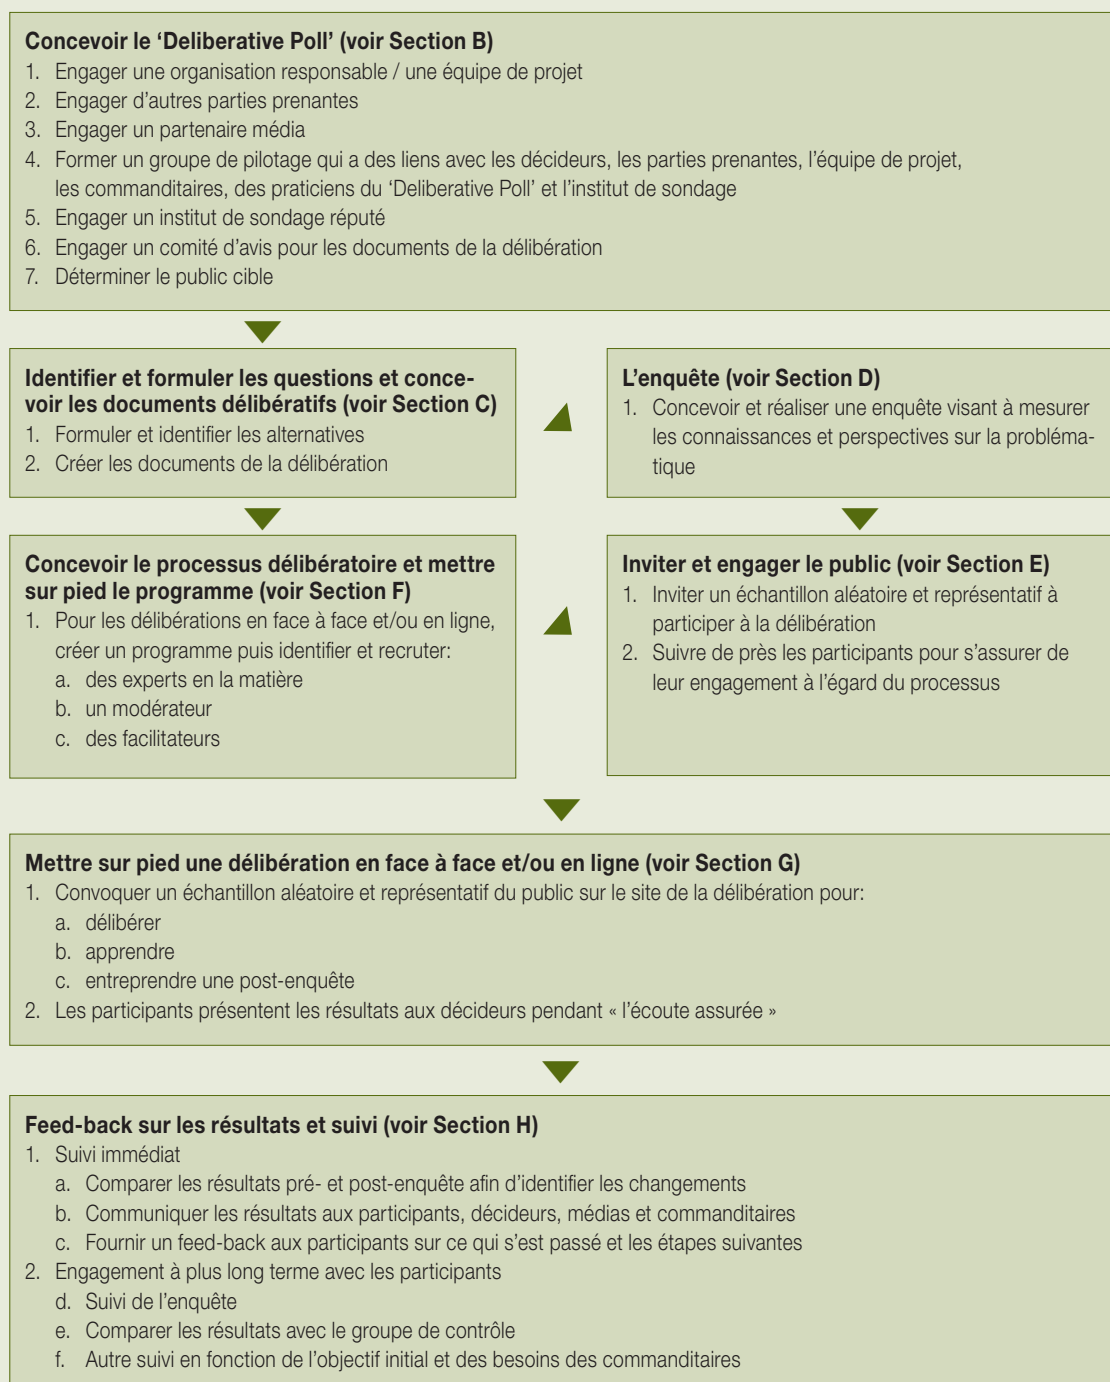 Concevoir le ‘Deliberative Poll’ (voir Section B)
1. Engager une organisation responsable / une équipe de projet
2. Engager d’autres parties prenantes
3. Engager un partenaire média
4. Former un groupe de pilotage qui a des liens avec les décideurs, les parties prenantes, l’équipe de projet,
les commanditaires, des praticiens du ‘Deliberative Poll’ et l’institut de sondage
5. Engager un institut de sondage réputé
6. Engager un comité d’avis pour les documents de la délibération
7. Déterminer le public cible
Identifier et formuler les questions et conce-
voir les documents délibératifs (voir Section C)
1. Formuler et identifier les alternatives
2. Créer les documents de la délibération
L’enquête (voir Section D)
1. Concevoir et réaliser une enquête visant à mesurer
les connaissances et perspectives sur la probléma-
tique
Concevoir le processus délibératoire et mettre
sur pied le programme (voir Section F)
1. Pour les délibérations en face à face et/ou en ligne,
créer un programme puis identifier et recruter:
a. des experts en la matière
b. un modérateur
c. des facilitateurs
Inviter et engager le public (voir Section E)
1. Inviter un échantillon aléatoire et représentatif à
participer à la délibération
2. Suivre de près les participants pour s’assurer de
leur engagement à l’égard du processus
Mettre sur pied une délibération en face à face et/ou en ligne (voir Section G)
1. Convoquer un échantillon aléatoire et représentatif du public sur le site de la délibération pour:
a. délibérer
b. apprendre
c. entreprendre une post-enquête
2. Les participants présentent les résultats aux décideurs pendant « l’écoute assurée »
Feed-back sur les résultats et suivi (voir Section H)
1. Suivi immédiat
a. Comparer les résultats pré- et post-enquête afin d’identifier les changements
b. Communiquer les résultats aux participants, décideurs, médias et commanditaires
c. Fournir un feed-back aux participants sur ce qui s’est passé et les étapes suivantes
2. Engagement à plus long terme avec les participants
d. Suivi de l’enquête
e. Comparer les résultats avec le groupe de contrôle
f. Autre suivi en fonction de l’objectif initial et des besoins des commanditaires